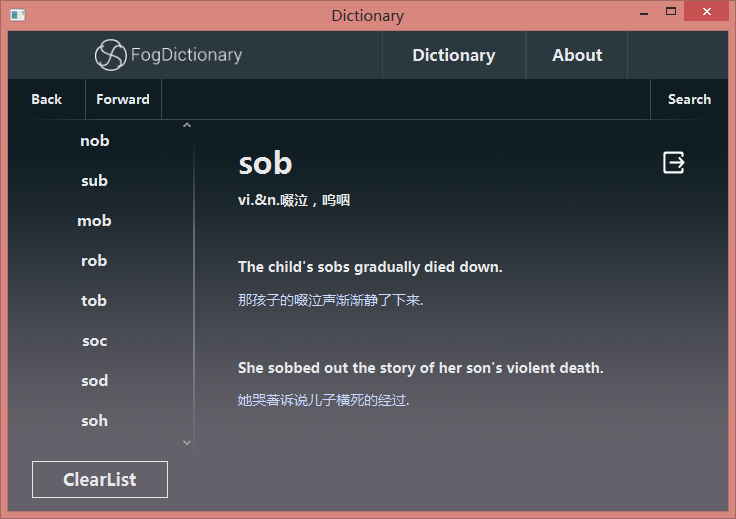 Dictionary
FogDictionary
Dictionary
About
Back
Forward
Search
nob
sub
mob
rob
tob
soc
sod
soh
ClearList
sob
vi.&n.啜泣，呜咽
The child's sobs gradually died down.
那孩子的啜泣声渐渐静了下来.
She sobbed out the story of her son's violent death.
她哭著诉说儿子横死的经过.